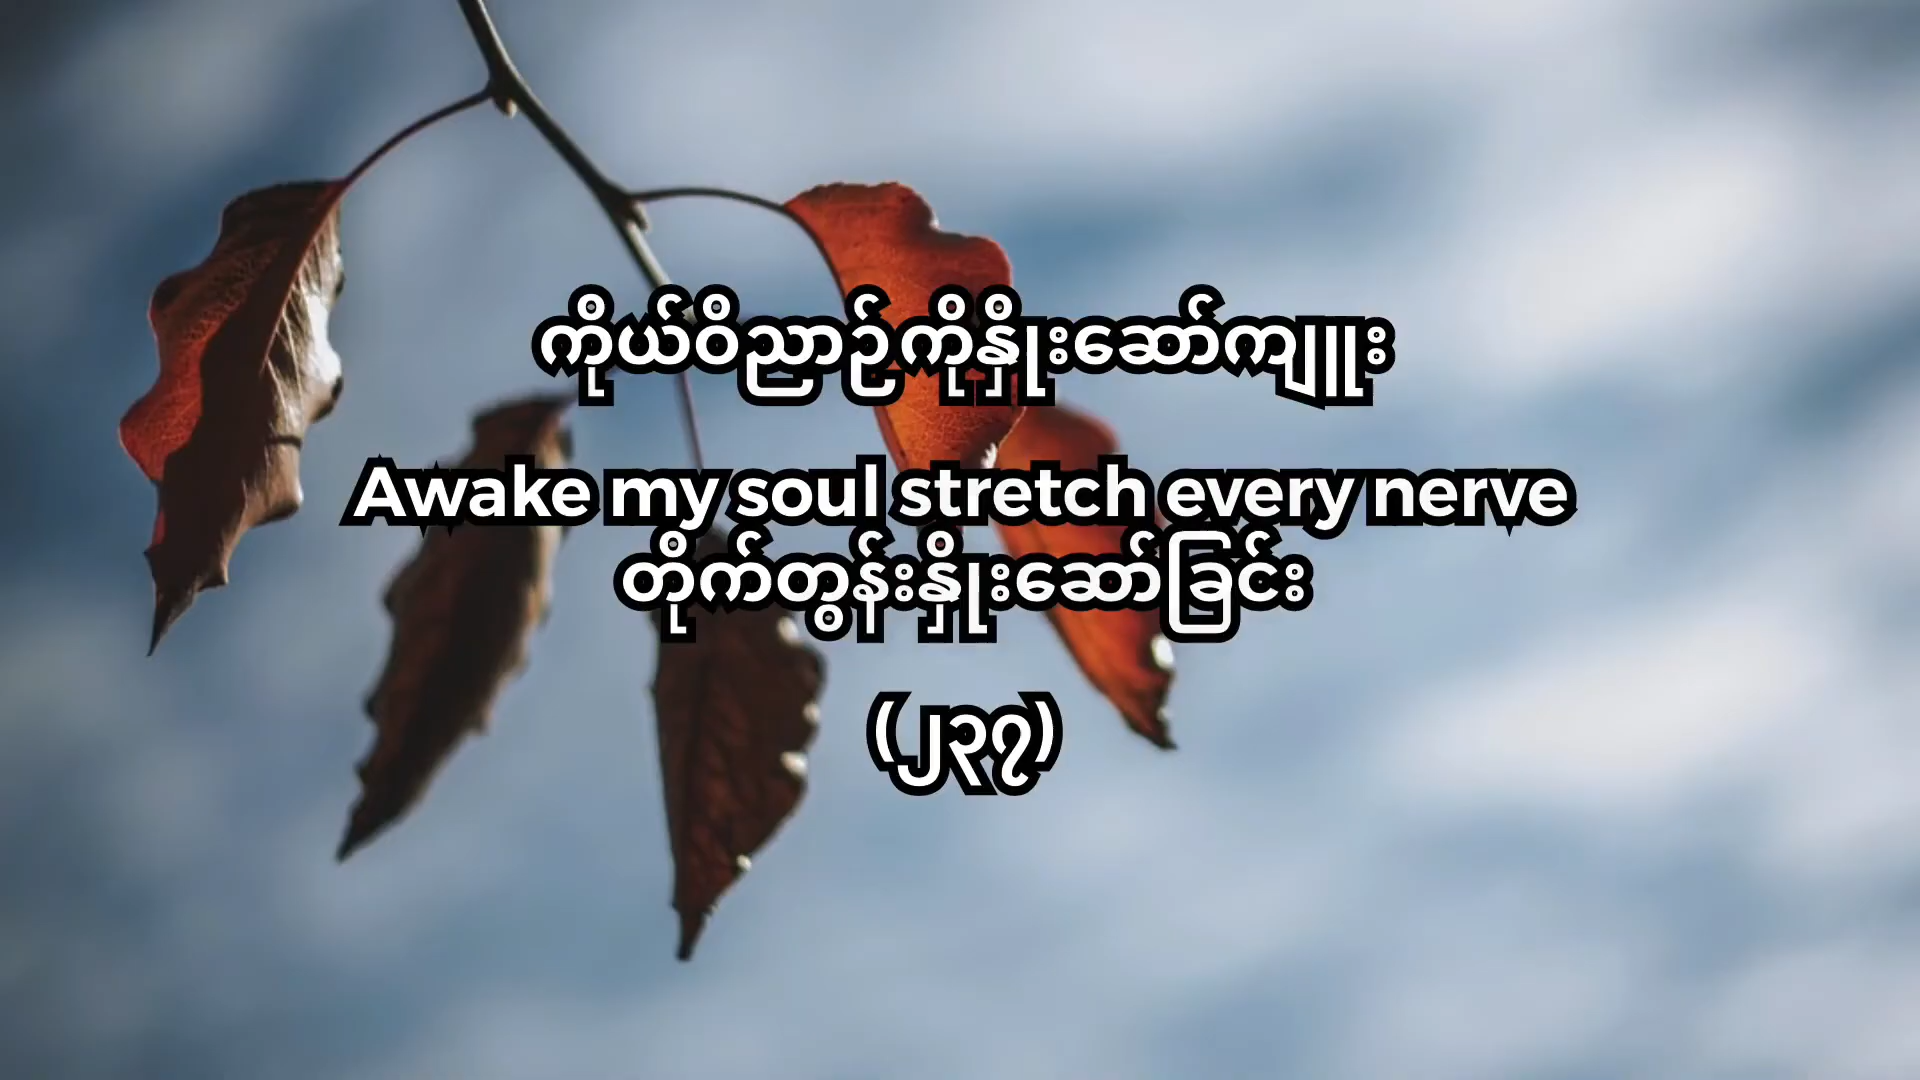 ကိုယ်ဝိညာဉ်ကိုနှိုးဆော်ကျူး
Awake my soul stretch every nerve
တိုက်တွန်းနှိုးဆော်ခြင်း
(၂၃၇)